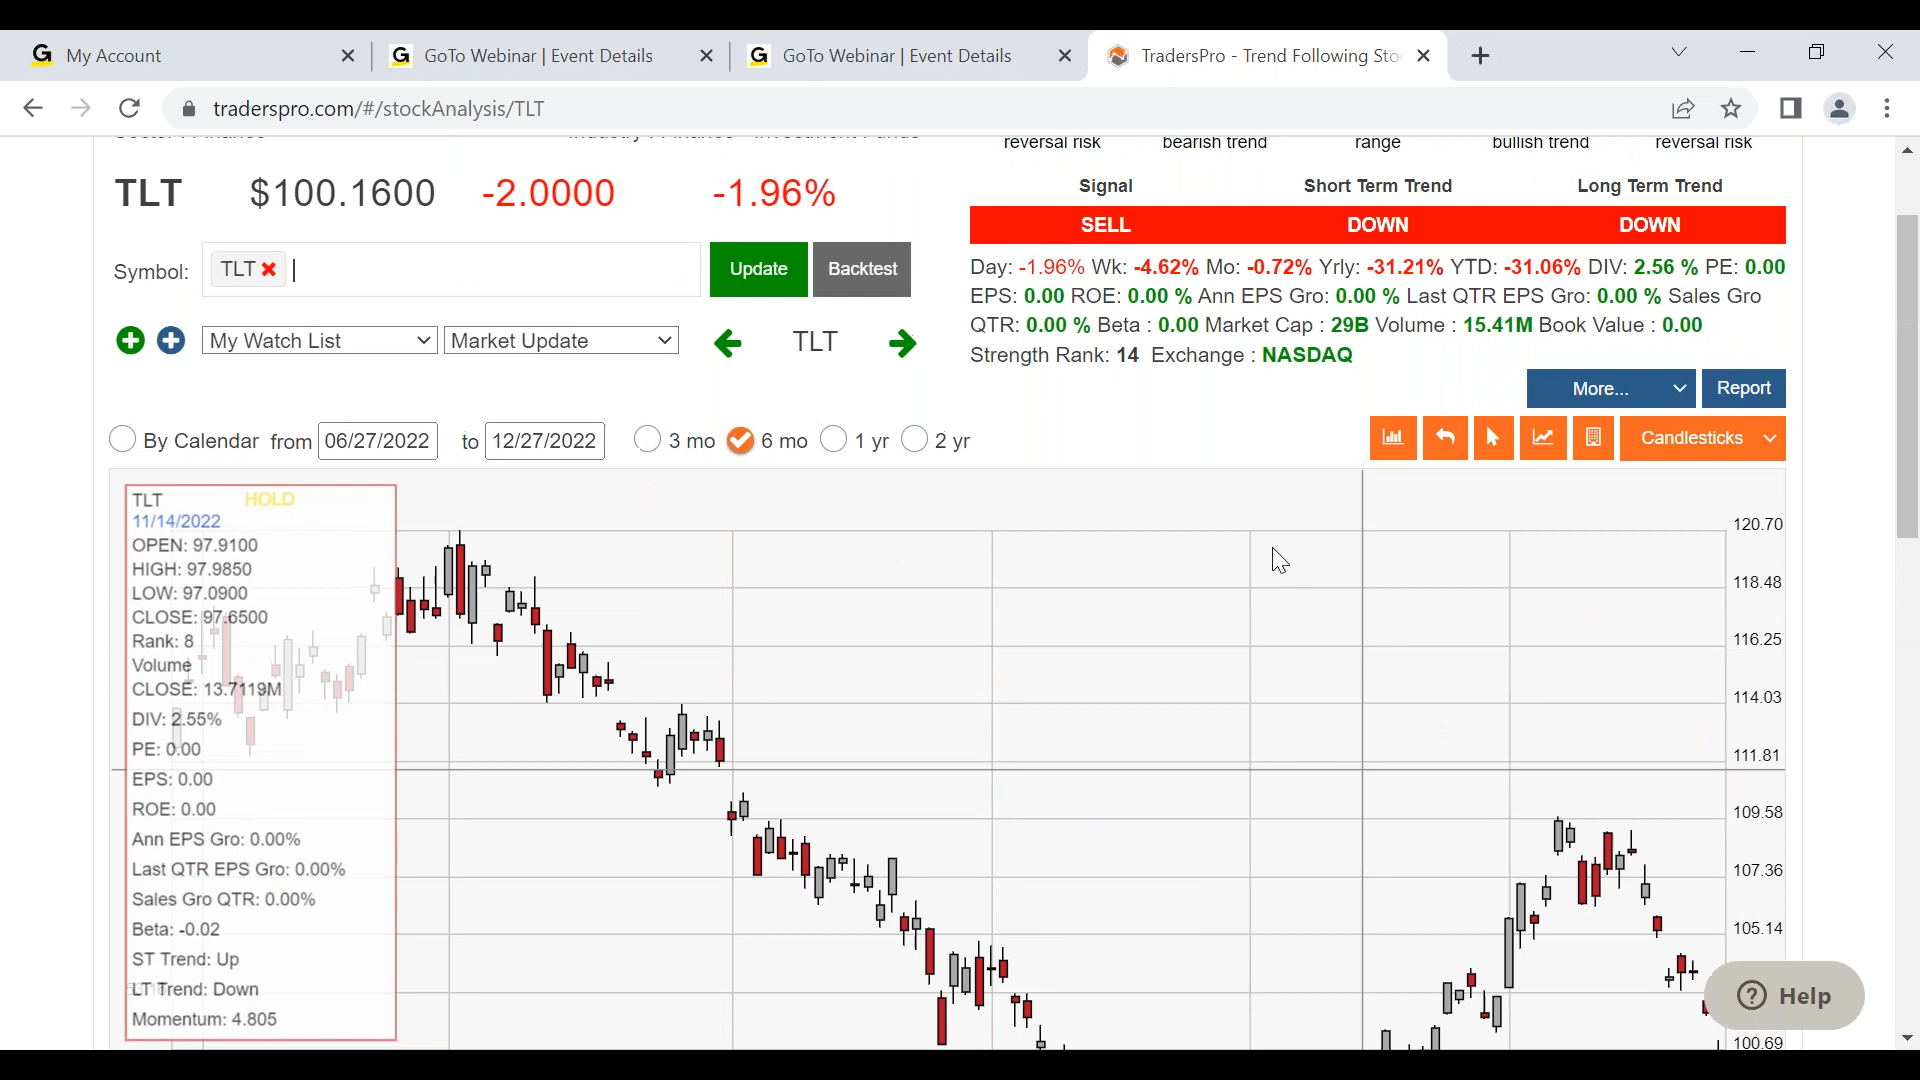 My Account
GoTo Webinar | Event Details
GoTo Webinar | Event Details
TradersPro - Trend Following Sto
traderspro.com/#/stockAnalysis/TLT
reversal risk bearish trend range bullish trend reversal risk
TLT $100.1600 -2.0000 -1.96%
Signal Short Term Trend Long Term Trend
SELL DOWN DOWN
Symbol: TLT Update Backtest
Day: -1.96% Wk: -4.62% Mo: -0.72% Yrly: -31.21% YTD: -31.06% DIV: 2.56 % PE: 0.00
EPS: 0.00 ROE: 0.00 % Ann EPS Gro: 0.00 % Last QTR EPS Gro: 0.00 % Sales Gro
QTR: 0.00 % Beta : 0.00 Market Cap : 29B Volume : 15.41M Book Value : 0.00
Strength Rank: 14 Exchange : NASDAQ
My Watch List Market Update TLT
More... Report
By Calendar from 06/27/2022 to 12/27/2022 3 mo 6 mo 1 yr 2 yr
Candlesticks
TLT HOLD
11/14/2022
OPEN: 97.9100
HIGH: 97.9850
LOW: 97.0900
CLOSE: 97.6500
Rank: 8
Volume
CLOSE: 13.7119M
DIV: 2.55%
PE: 0.00
EPS: 0.00
ROE: 0.00
Ann EPS Gro: 0.00%
Last QTR EPS Gro: 0.00%
Sales Gro QTR: 0.00%
Beta: -0.02
ST Trend: Up
LT Trend: Down
Momentum: 4.805
120.70
118.48
116.25
114.03
111.81
109.58
107.36
105.14
100.69
Help